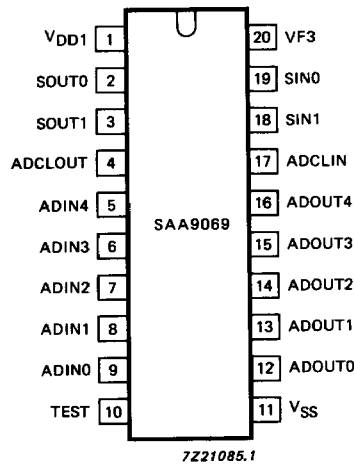 VDD1 1 20 VF3
SOUT0 2 19 SIN0
SOUT1 3 18 SIN1
ADCLOUT 4 17 ADCLIN
ADIN4 5 16 ADOUT4
SAA9069
ADIN3 6 15 ADOUT3
ADIN2 7 14 ADOUT2
ADIN1 8 13 ADOUT1
ADIN0 9 12 ADOUT0
TEST 10 11 VSS
7Z21085.1